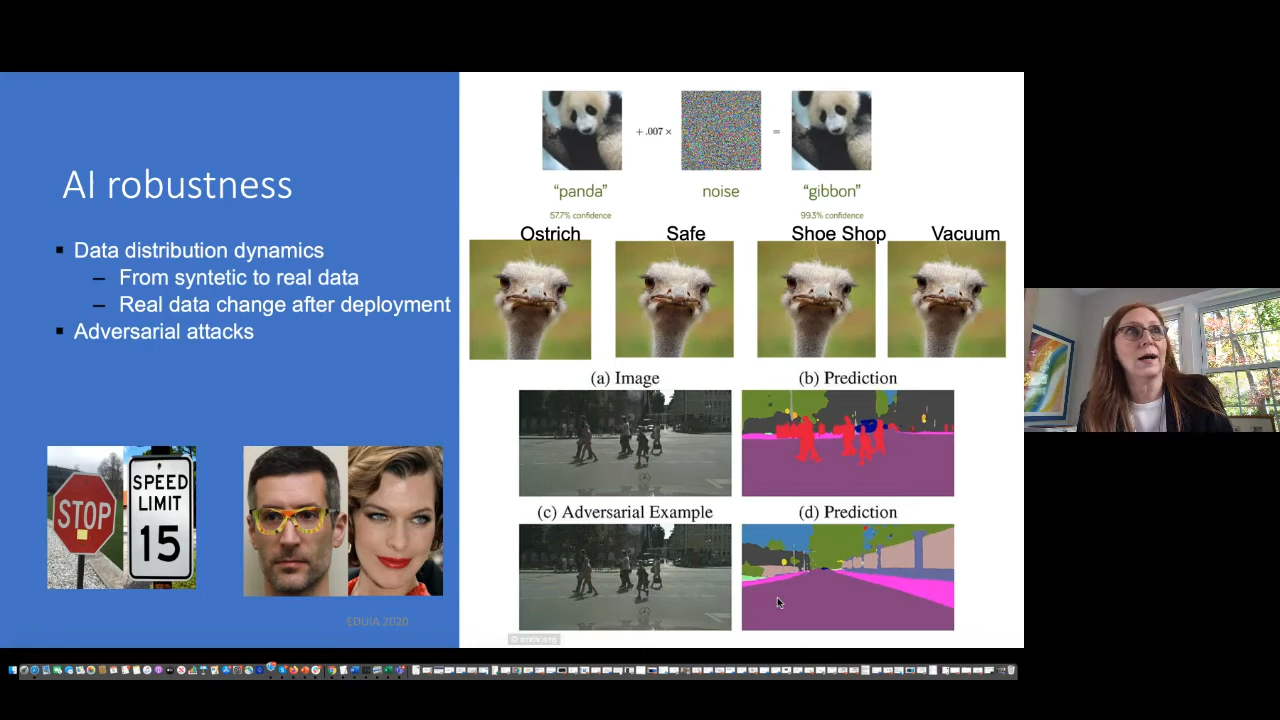 AI robustness
Data distribution dynamics
– From syntetic to real data
– Real data change after deployment
Adversarial attacks
STOP
SPEED
LIMIT
15
EDUIA 2020
+ .007 ×
=
“panda”
noise
“gibbon”
57.7% confidence
99.3% confidence
Ostrich
Safe
Shoe Shop
Vacuum
(a) Image
(b) Prediction
(c) Adversarial Example
(d) Prediction
© arxiv.org